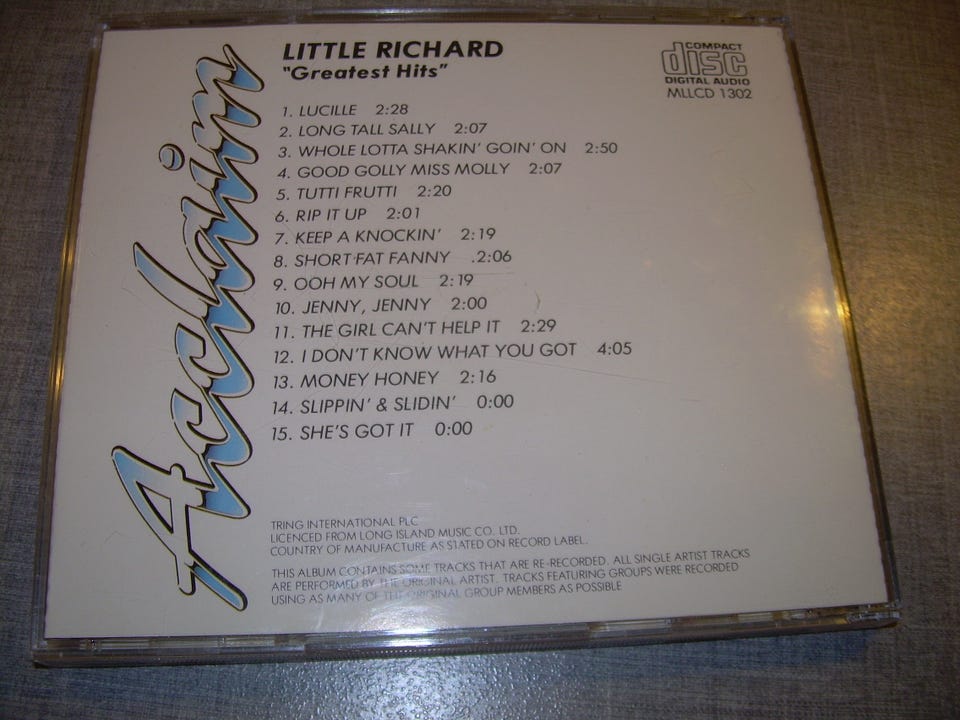 LITTLE RICHARD
"Greatest Hits"
COMPACT
disc
DIGITAL AUDIO
MLLCD 1302
Acclaim
1. LUCILLE 2:28
2. LONG TALL SALLY 2:07
3. WHOLE LOTTA SHAKIN' GOIN' ON 2:50
4. GOOD GOLLY MISS MOLLY 2:07
5. TUTTI FRUTTI 2:20
6. RIP IT UP 2:01
7. KEEP A KNOCKIN' 2:19
8. SHORT FAT FANNY .2:06
9. OOH MY SOUL 2:19
10. JENNY, JENNY 2:00
11. THE GIRL CAN'T HELP IT 2:29
12. I DON'T KNOW WHAT YOU GOT 4:05
13. MONEY HONEY 2:16
14. SLIPPIN' & SLIDIN' 0:00
15. SHE'S GOT IT 0:00
TRING INTERNATIONAL PLC
LICENCED FROM LONG ISLAND MUSIC CO. LTD.
COUNTRY OF MANUFACTURE AS STATED ON RECORD LABEL.
THIS ALBUM CONTAINS SOME TRACKS THAT ARE RE-RECORDED. ALL SINGLE ARTIST TRACKS
ARE PERFORMED BY THE ORIGINAL ARTIST. TRACKS FEATURING GROUPS WERE RECORDED
USING AS MANY OF THE ORIGINAL GROUP MEMBERS AS POSSIBLE